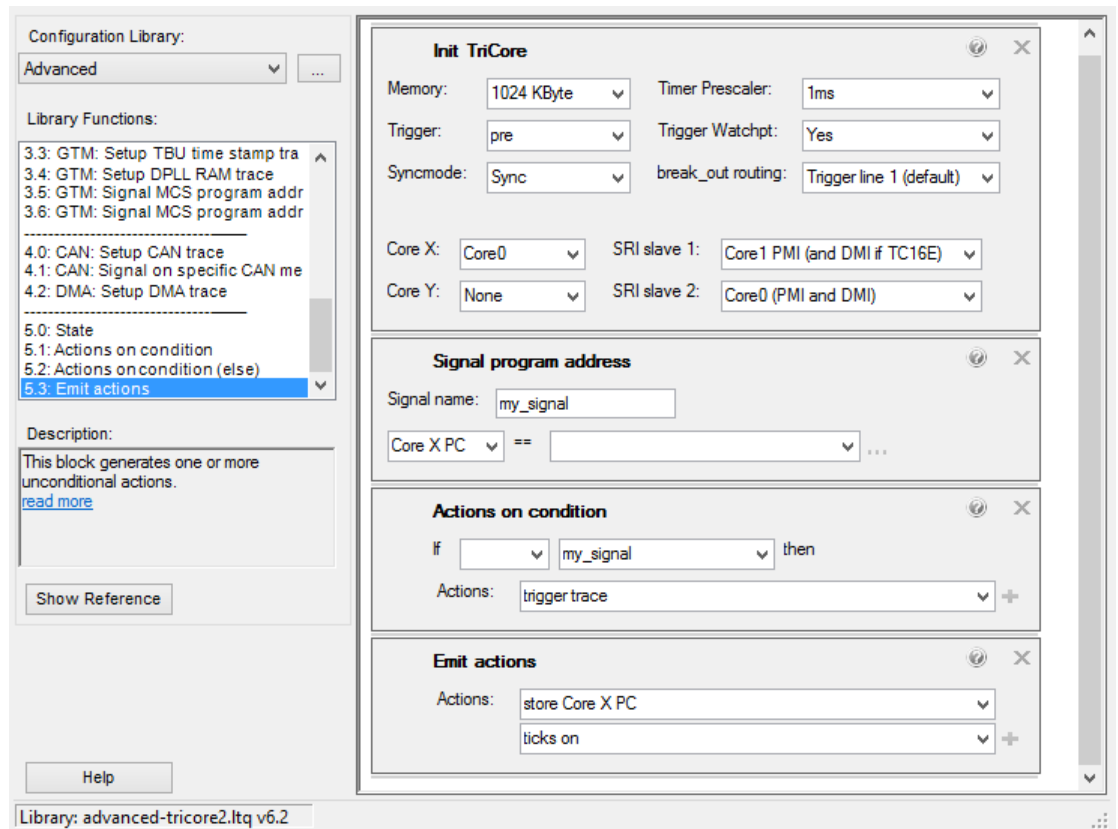 Configuration Library:
Advanced
...
Library Functions:
3.3: GTM: Setup TBU time stamp tra
3.4: GTM: Setup DPLL RAM trace
3.5: GTM: Signal MCS program addr
3.6: GTM: Signal MCS program addr
------------------------------------
4.0: CAN: Setup CAN trace
4.1: CAN: Signal on specific CAN me
4.2: DMA: Setup DMA trace
------------------------------------
5.0: State
5.1: Actions on condition
5.2: Actions on condition (else)
5.3: Emit actions
Description:
This block generates one or more
unconditional actions.
read more
Show Reference
Help
Library: advanced-tricore2.ltq v6.2
Init TriCore
Memory: 1024 KByte Timer Prescaler: 1ms
Trigger: pre Trigger Watchpt: Yes
Syncmode: Sync break_out routing: Trigger line 1 (default)
Core X: Core0 SRI slave 1: Core1 PMI (and DMI if TC16E)
Core Y: None SRI slave 2: Core0 (PMI and DMI)
Signal program address
Signal name: my_signal
Core X PC == ...
Actions on condition
If my_signal then
Actions: trigger trace
Emit actions
Actions: store Core X PC
ticks on